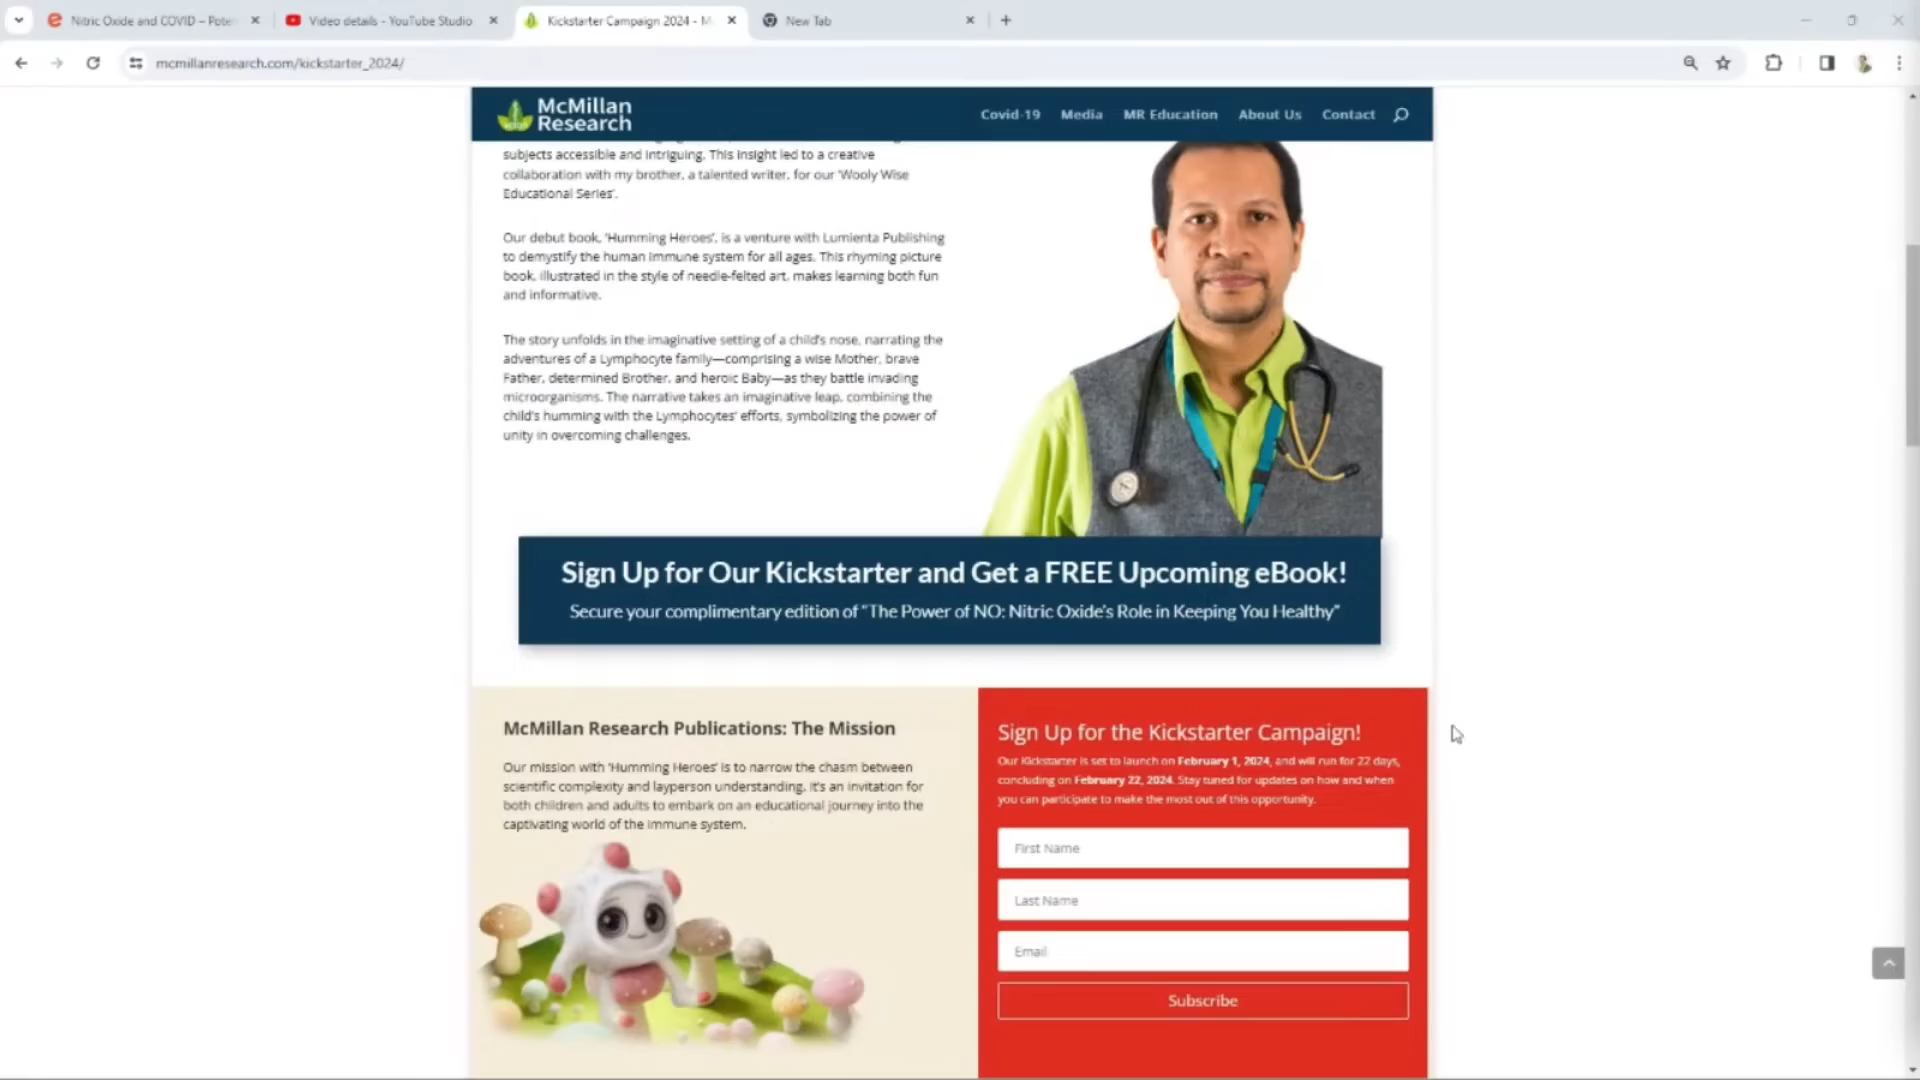 Nitric Oxide and COVID – Pote
Video details - YouTube Studio
Kickstarter Campaign 2024 - M
New Tab
mcmillanresearch.com/kickstarter_2024/
McMillan
Research
Covid-19
Media
MR Education
About Us
Contact
subjects accessible and intriguing. This insight led to a creative
collaboration with my brother, a talented writer, for our 'Wooly Wise
Educational Series'.
Our debut book, 'Humming Heroes', is a venture with Lumienta Publishing
to demystify the human immune system for all ages. This rhyming picture
book, illustrated in the style of needle-felted art, makes learning both fun
and informative.
The story unfolds in the imaginative setting of a child's nose, narrating the
adventures of a Lymphocyte family—comprising a wise Mother, brave
Father, determined Brother, and heroic Baby—as they battle invading
microorganisms. The narrative takes an imaginative leap, combining the
child's humming with the Lymphocytes' efforts, symbolizing the power of
unity in overcoming challenges.
Sign Up for Our Kickstarter and Get a FREE Upcoming eBook!
Secure your complimentary edition of "The Power of NO: Nitric Oxide's Role in Keeping You Healthy"
McMillan Research Publications: The Mission
Our mission with 'Humming Heroes' is to narrow the chasm between
scientific complexity and layperson understanding. It's an invitation for
both children and adults to embark on an educational journey into the
captivating world of the immune system.
Sign Up for the Kickstarter Campaign!
Our Kickstarter is set to launch on February 1, 2024, and will run for 22 days,
concluding on February 22, 2024. Stay tuned for updates on how and when
you can participate to make the most out of this opportunity.
First Name
Last Name
Email
Subscribe